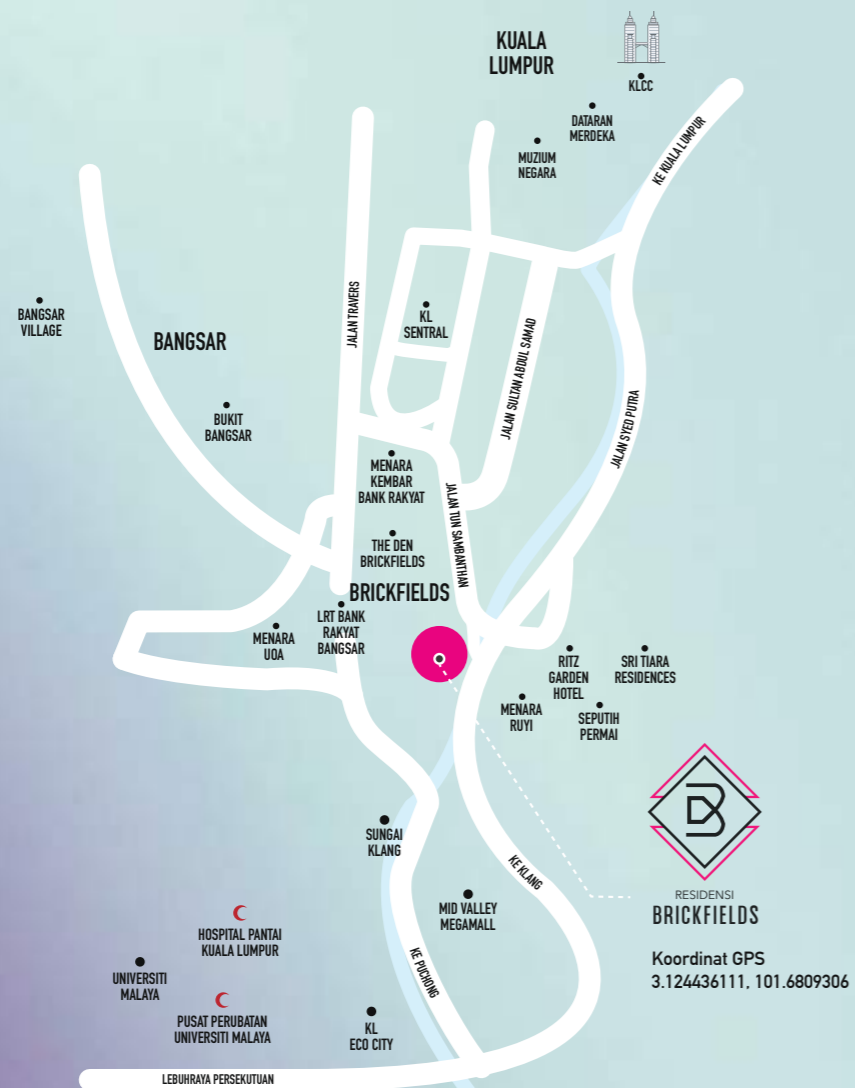 KUALA
LUMPUR
KLCC
DATARAN
MERDEKA
MUZIUM
NEGARA
KE KUALA LUMPUR
BANGSAR
VILLAGE
BANGSAR
JALAN TRAVERS
KL
SENTRAL
JALAN SULTAN ABDUL SAMAD
JALAN SYED PUTRA
BUKIT
BANGSAR
MENARA
KEMBAR
BANK RAKYAT
JALAN TUN SAMBANTHAN
THE DEN
BRICKFIELDS
BRICKFIELDS
LRT BANK
RAKYAT
BANGSAR
MENARA
UOA
RITZ
GARDEN
HOTEL
SRI TIARA
RESIDENCES
MENARA
RUYI
SEPUTIH
PERMAI
SUNGAI
KLANG
KE KLANG
MID VALLEY
MEGAMALL
RESIDENSI
BRICKFIELDS
Koordinat GPS
3.124436111, 101.6809306
HOSPITAL PANTAI
KUALA LUMPUR
KE PUCHONG
UNIVERSITI
MALAYA
PUSAT PERUBATAN
UNIVERSITI MALAYA
KL
ECO CITY
LEBUHRAYA PERSEKUTUAN